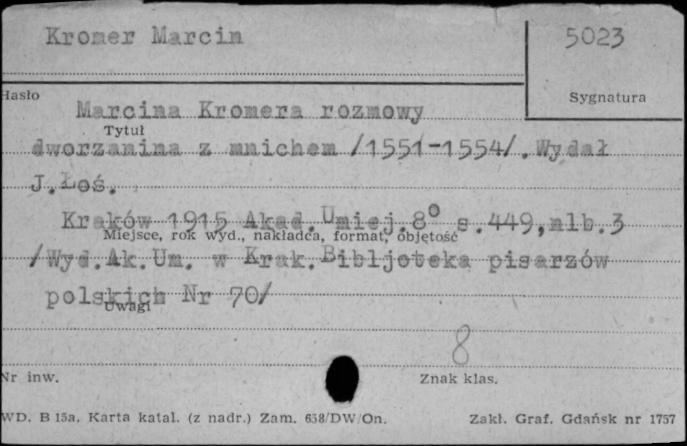 Kromer Marcin
5023
Hasło
Sygnatura
Marcina Kromera rozmowy
Tytuł
dworzanina z mnichem /1551-1554/. Wydał
J.Łoś.
Kraków 1915 Akad. Umiej.8° s.449,nlb.3
Miejsce, rok wyd., nakładca, format, objętość
/Wyd.Ak.Um. w Krak.Bibljoteka pisarzów
polskich Nr 70/
Uwagi
8
Nr inw.
Znak klas.
WD. B 15a. Karta katal. (z nadr.) Zam. 658/DW/On.
Zakł. Graf. Gdańsk nr 1757